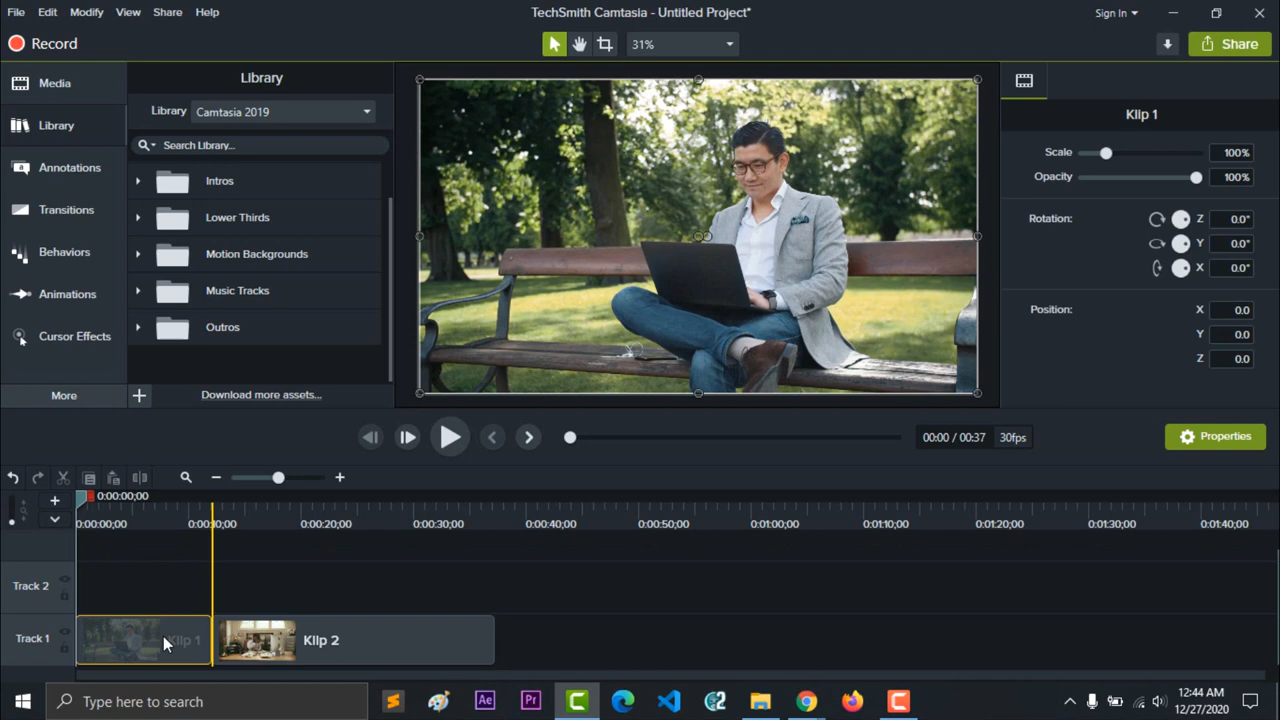 File Edit Modify View Share Help
TechSmith Camtasia - Untitled Project*
Sign In
Record
31%
Share
Media
Library
Annotations
Transitions
Behaviors
Animations
Cursor Effects
More
Library
Library Camtasia 2019
Search Library...
Intros
Lower Thirds
Motion Backgrounds
Music Tracks
Outros
Download more assets...
Klip 1
Scale 100%
Opacity 100%
Rotation: Z 0.0°
Y 0.0°
X 0.0°
Position: X 0.0
Y 0.0
Z 0.0
00:00 / 00:37 30fps
Properties
0:00:00;00
0:00:00;00 0:00:10;00 0:00:20;00 0:00:30;00 0:00:40;00 0:00:50;00 0:01:00;00 0:01:10;00 0:01:20;00 0:01:30;00 0:01:40;00
Track 2
Track 1
Klip 1
Klip 2
Type here to search
Ae
Pr
12:44 AM
12/27/2020